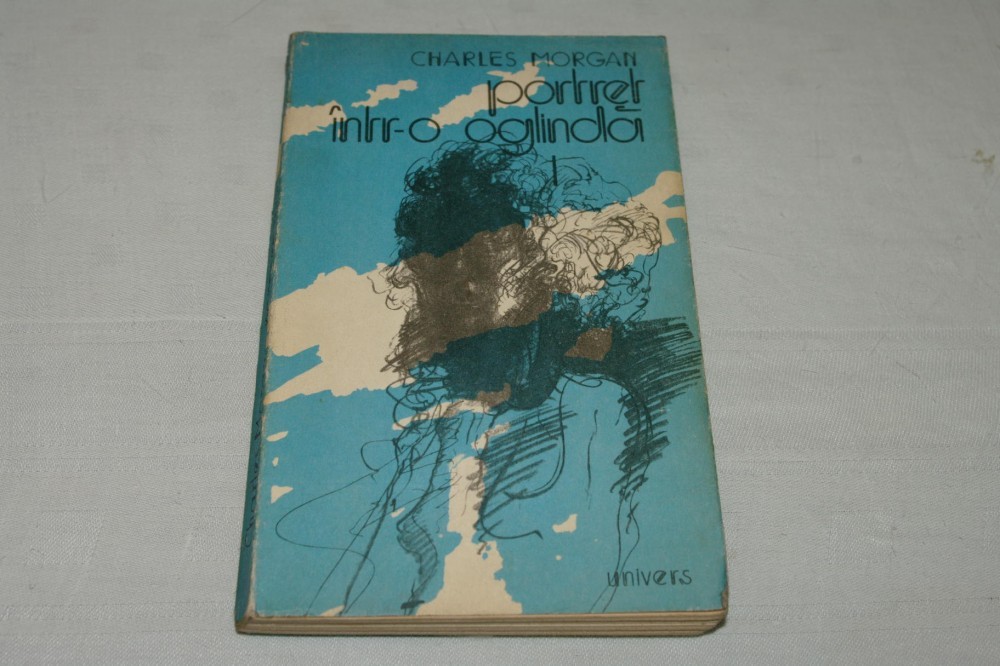 CHARLES MORGAN
portret
într-o oglindă
I
univers